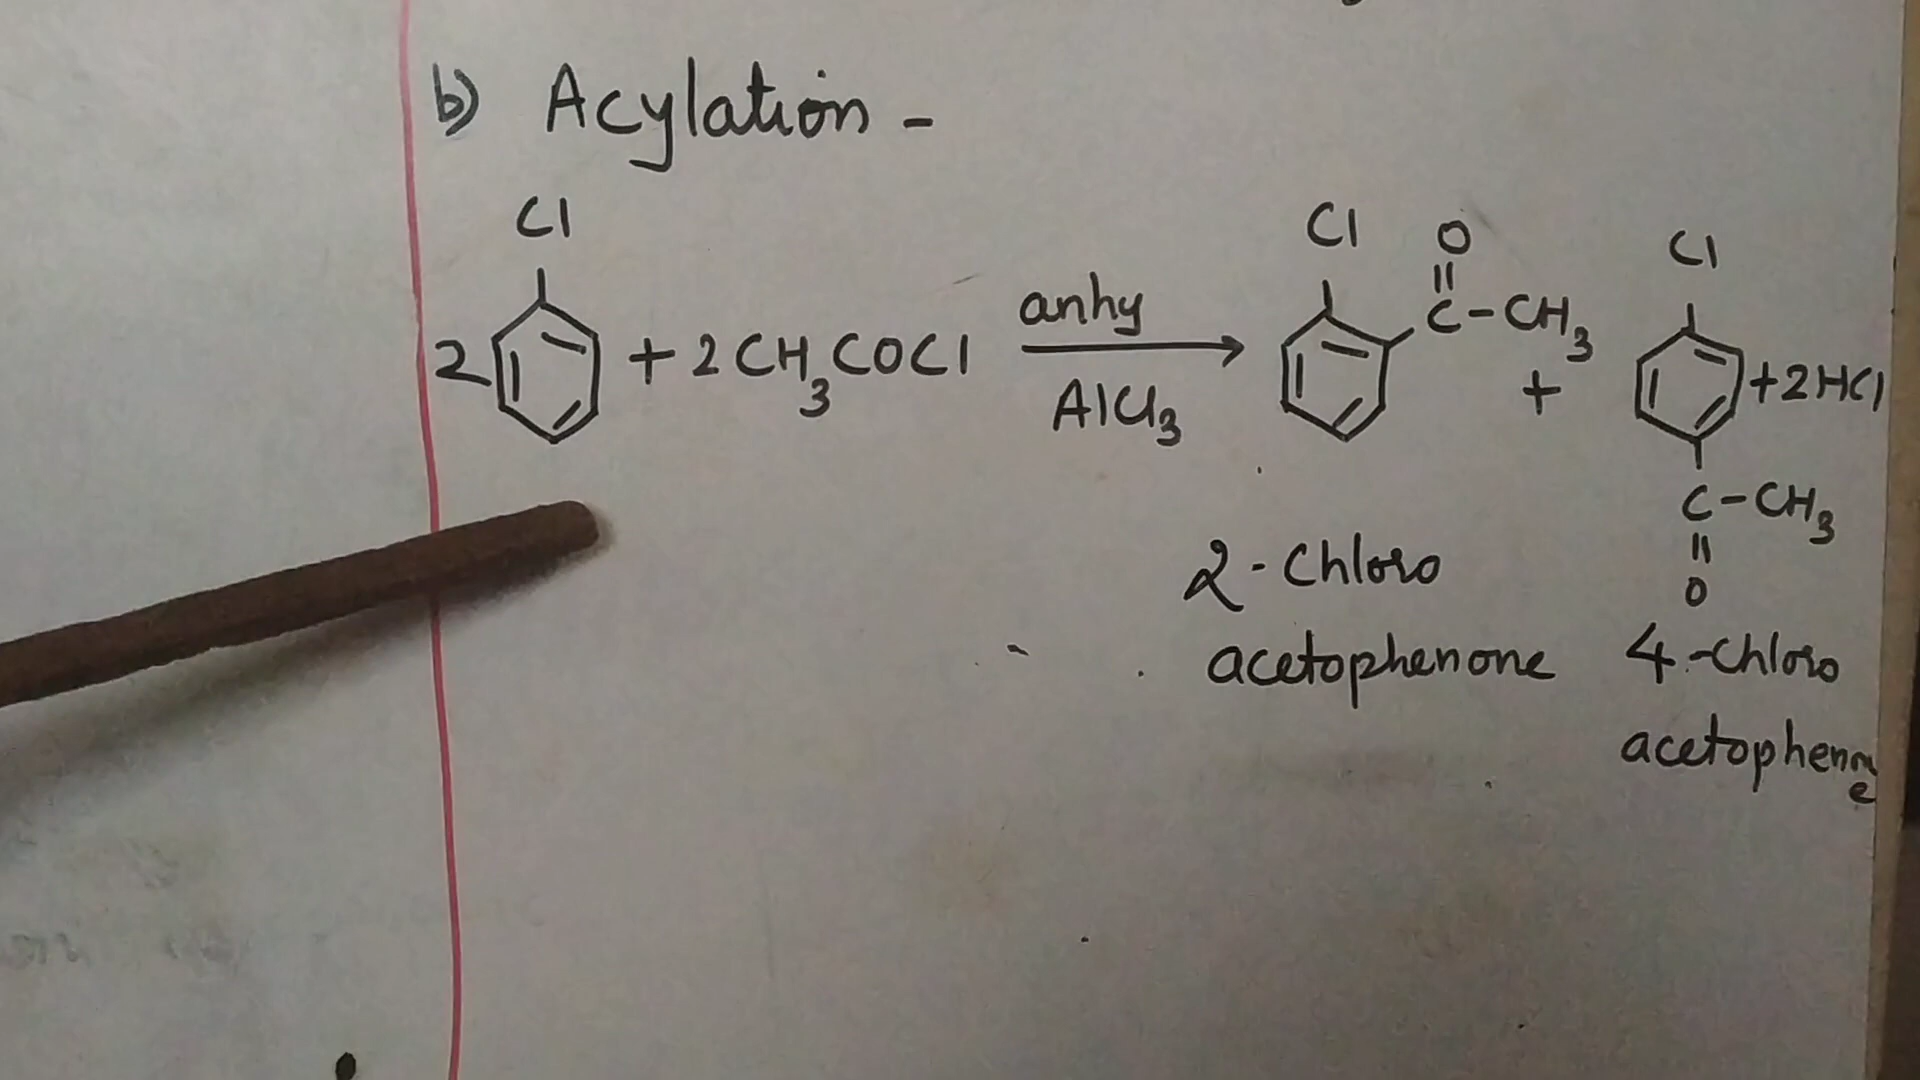 b) Acylation -
Cl
2 + 2CH₃COCl
anhy
AlCl₃
Cl O
C-CH₃
+
Cl
+2HCl
C-CH₃
O
2-Chloro
acetophenone
4-Chloro
acetophenone